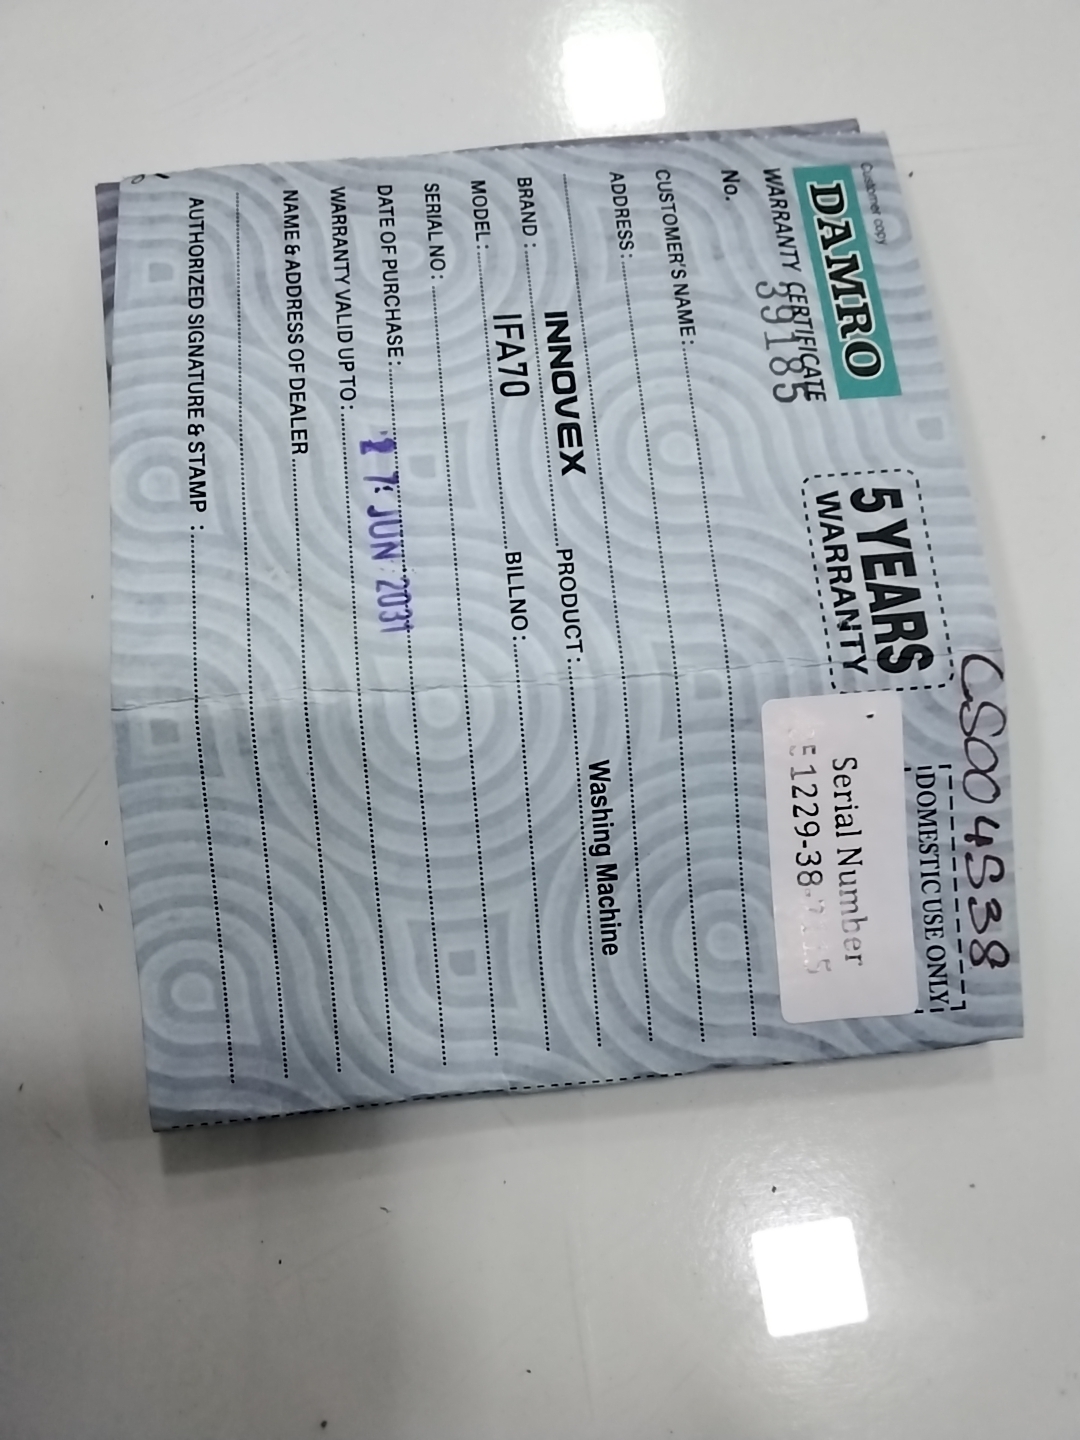 Customer copy
DAMRO
WARRANTY CERTIFICATE
39185
5 YEARS
WARRANTY
CS004538
DOMESTIC USE ONLY
Serial Number
No.
CUSTOMER'S NAME :
ADDRESS:
BRAND : INNOVEX PRODUCT: Washing Machine
MODEL : IFA70 BILL NO :
SERIAL NO :
DATE OF PURCHASE :
WARRANTY VALID UP TO : 17 JUN 2031
NAME & ADDRESS OF DEALER
AUTHORIZED SIGNATURE & STAMP :